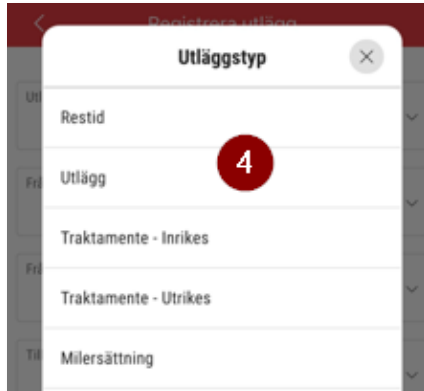 Registrera utlägg
Utläggstyp
Restid
4
Utlägg
Traktamente - Inrikes
Traktamente - Utrikes
Milersättning